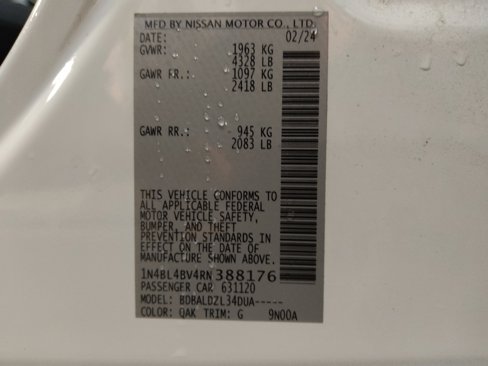 MFD BY NISSAN MOTOR CO., LTD.
DATE: 02/24
GVWR: 1963 KG
4328 LB
GAWR FR.: 1097 KG
2418 LB
GAWR RR.: 945 KG
2083 LB
THIS VEHICLE CONFORMS TO
ALL APPLICABLE FEDERAL
MOTOR VEHICLE SAFETY,
BUMPER, AND THEFT
PREVENTION STANDARDS IN
EFFECT ON THE DATE OF
MANUFACTURE SHOWN ABOVE.
1N4BL4BV4RN388176
PASSENGER CAR 631120
MODEL: BDBALDZL34DUA-----
COLOR: QAK TRIM: G 9N00A